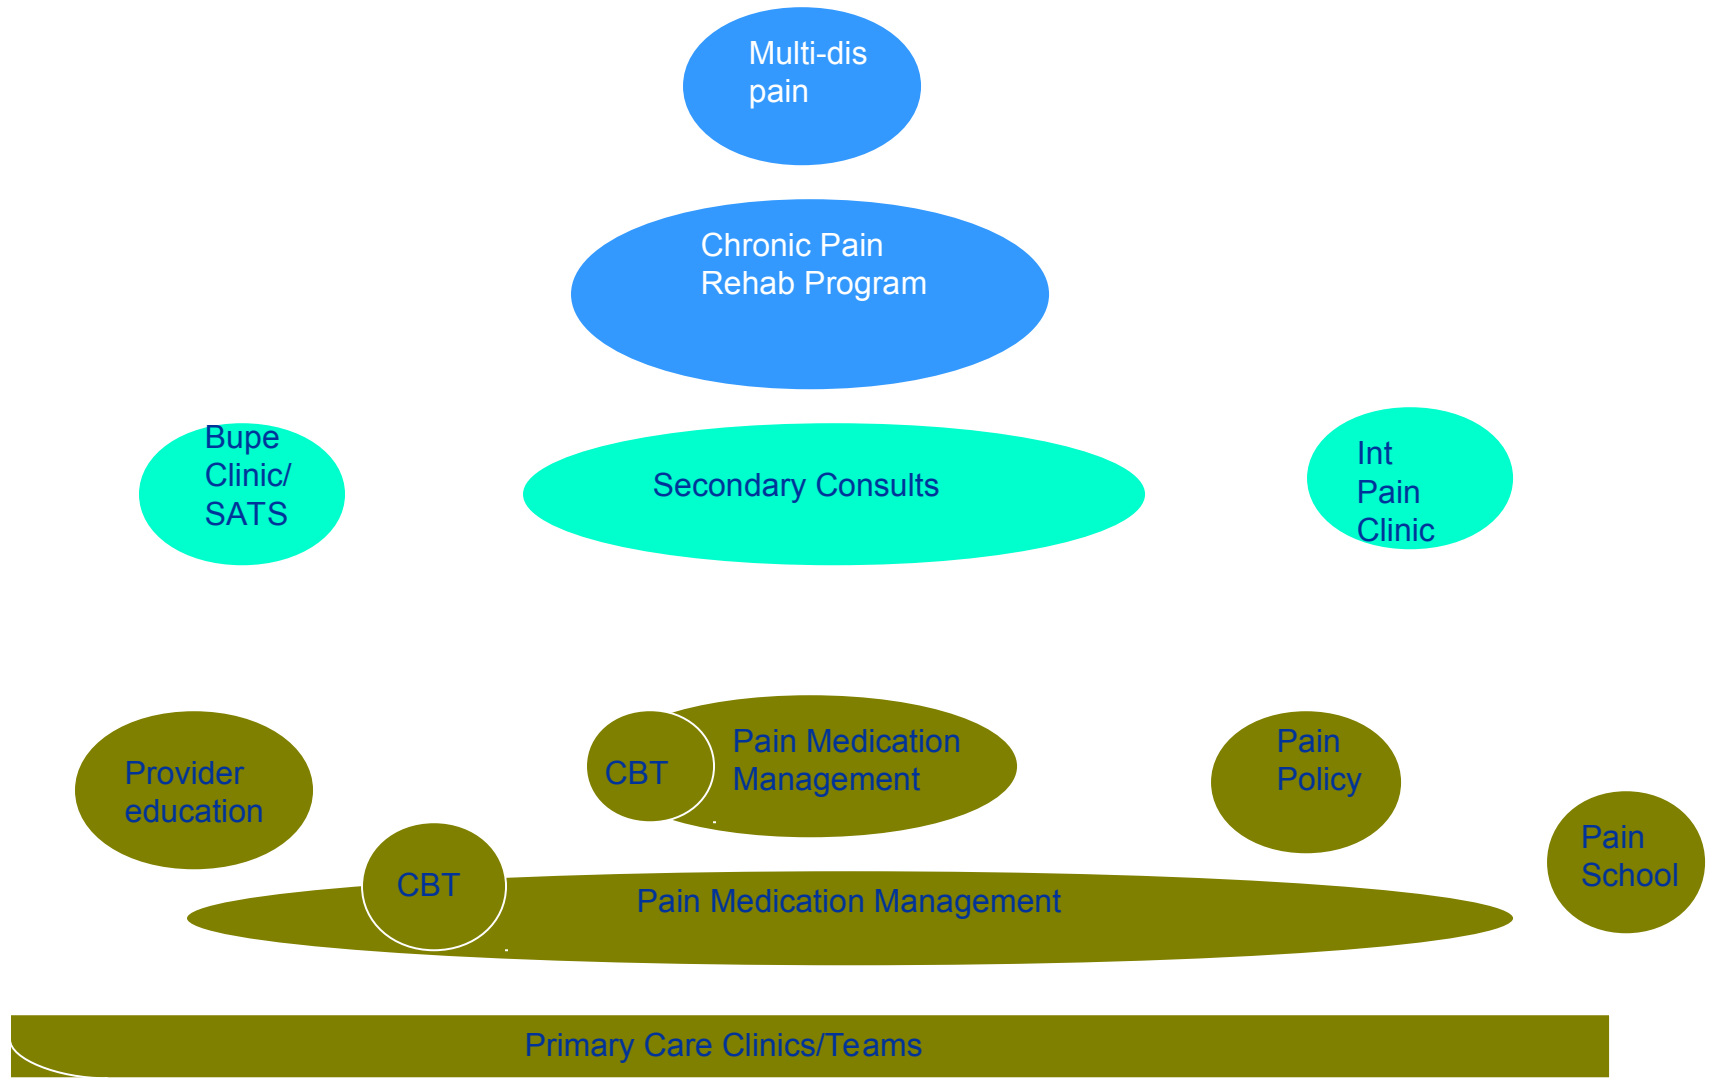 Multi-dis
pain
Chronic Pain
Rehab Program
Bupe
Clinic/
SATS
Secondary Consults
Int
Pain
Clinic
Provider
education
CBT
Pain Medication
Management
Pain
Policy
Pain
School
CBT
Pain Medication Management
Primary Care Clinics/Teams